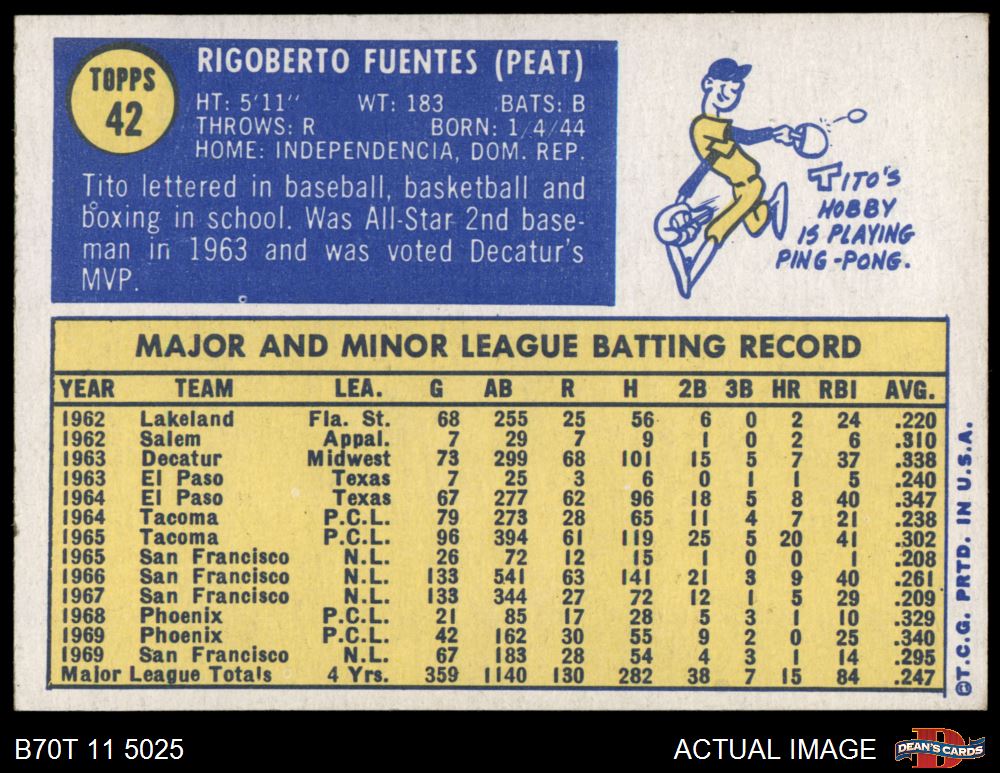 TOPPS
42
RIGOBERTO FUENTES (PEAT)
HT: 5'11" WT: 183 BATS: B
THROWS: R BORN: 1/4/44
HOME: INDEPENDENCIA, DOM. REP.
Tito lettered in baseball, basketball and
boxing in school. Was All-Star 2nd base-
man in 1963 and was voted Decatur's
MVP.
TITO'S
HOBBY
IS PLAYING
PING-PONG.
MAJOR AND MINOR LEAGUE BATTING RECORD
YEAR TEAM LEA. G AB R H 2B 3B HR RBI AVG.
1962 Lakeland Fla. St. 68 255 25 56 6 0 2 24 .220
1962 Salem Appal. 7 29 7 9 1 0 2 6 .310
1963 Decatur Midwest 73 299 68 101 15 5 7 37 .338
1963 El Paso Texas 7 25 3 6 0 1 1 5 .240
1964 El Paso Texas 67 277 62 96 18 5 8 40 .347
1964 Tacoma P.C.L. 79 273 28 65 11 4 7 21 .238
1965 Tacoma P.C.L. 96 394 61 119 25 5 20 41 .302
1965 San Francisco N.L. 26 72 12 15 1 0 0 1 .208
1966 San Francisco N.L. 133 541 63 141 21 3 9 40 .261
1967 San Francisco N.L. 133 344 27 72 12 1 5 29 .209
1968 Phoenix P.C.L. 21 85 17 28 5 3 1 10 .329
1969 Phoenix P.C.L. 42 162 30 55 9 2 0 25 .340
1969 San Francisco N.L. 67 183 28 54 4 3 1 14 .295
Major League Totals 4 Yrs. 359 1140 130 282 38 7 15 84 .247
©T.C.G. PRTD. IN U.S.A.
B70T 11 5025
ACTUAL IMAGE
DEAN'S CARDS